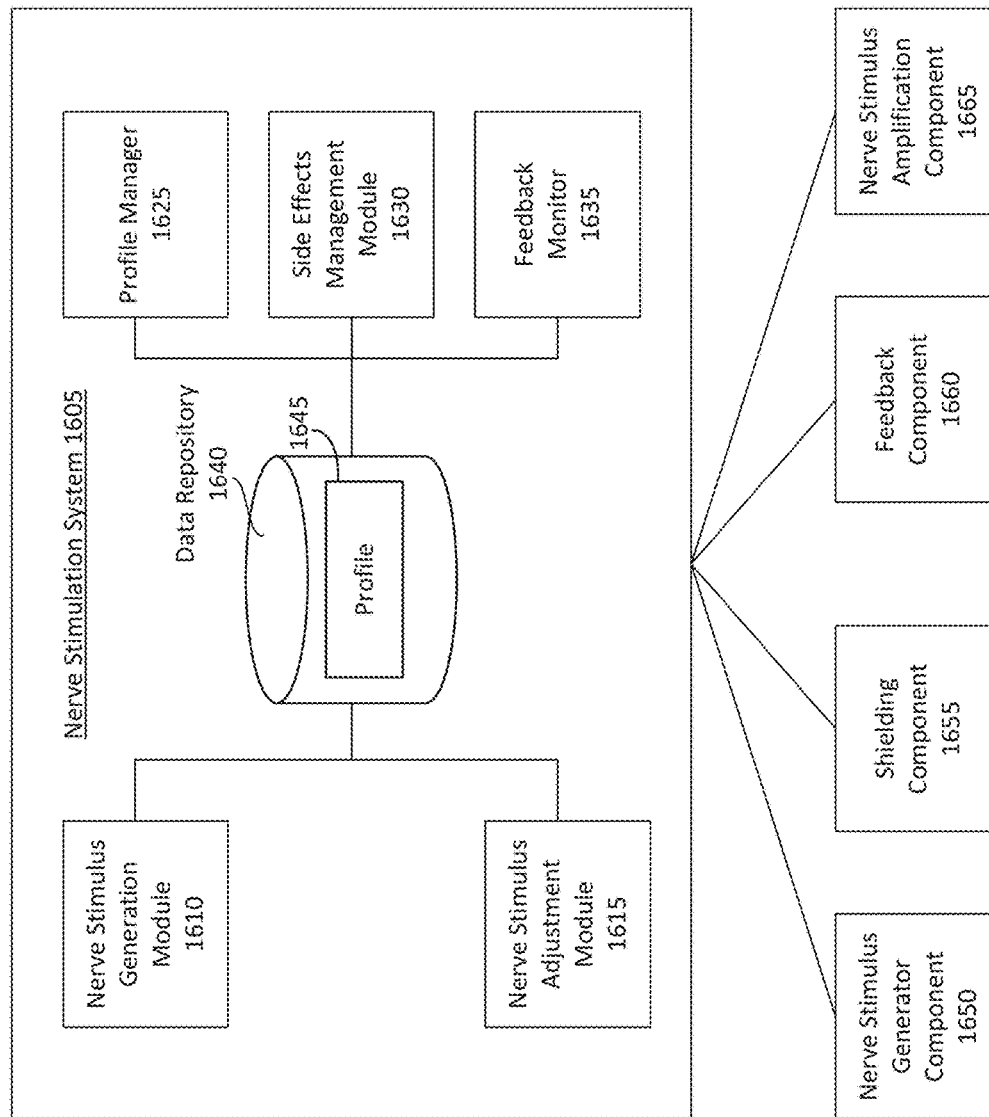 Nerve Stimulation System 1605
Nerve Stimulus
Generation
Module
1610
Nerve Stimulus
Adjustment
Module
1615
Data Repository
1640
1645
Profile
Profile Manager
1625
Side Effects
Management
Module
1630
Feedback
Monitor
1635
Nerve Stimulus
Generator
Component
1650
Shielding
Component
1655
Feedback
Component
1660
Nerve Stimulus
Amplification
Component
1665